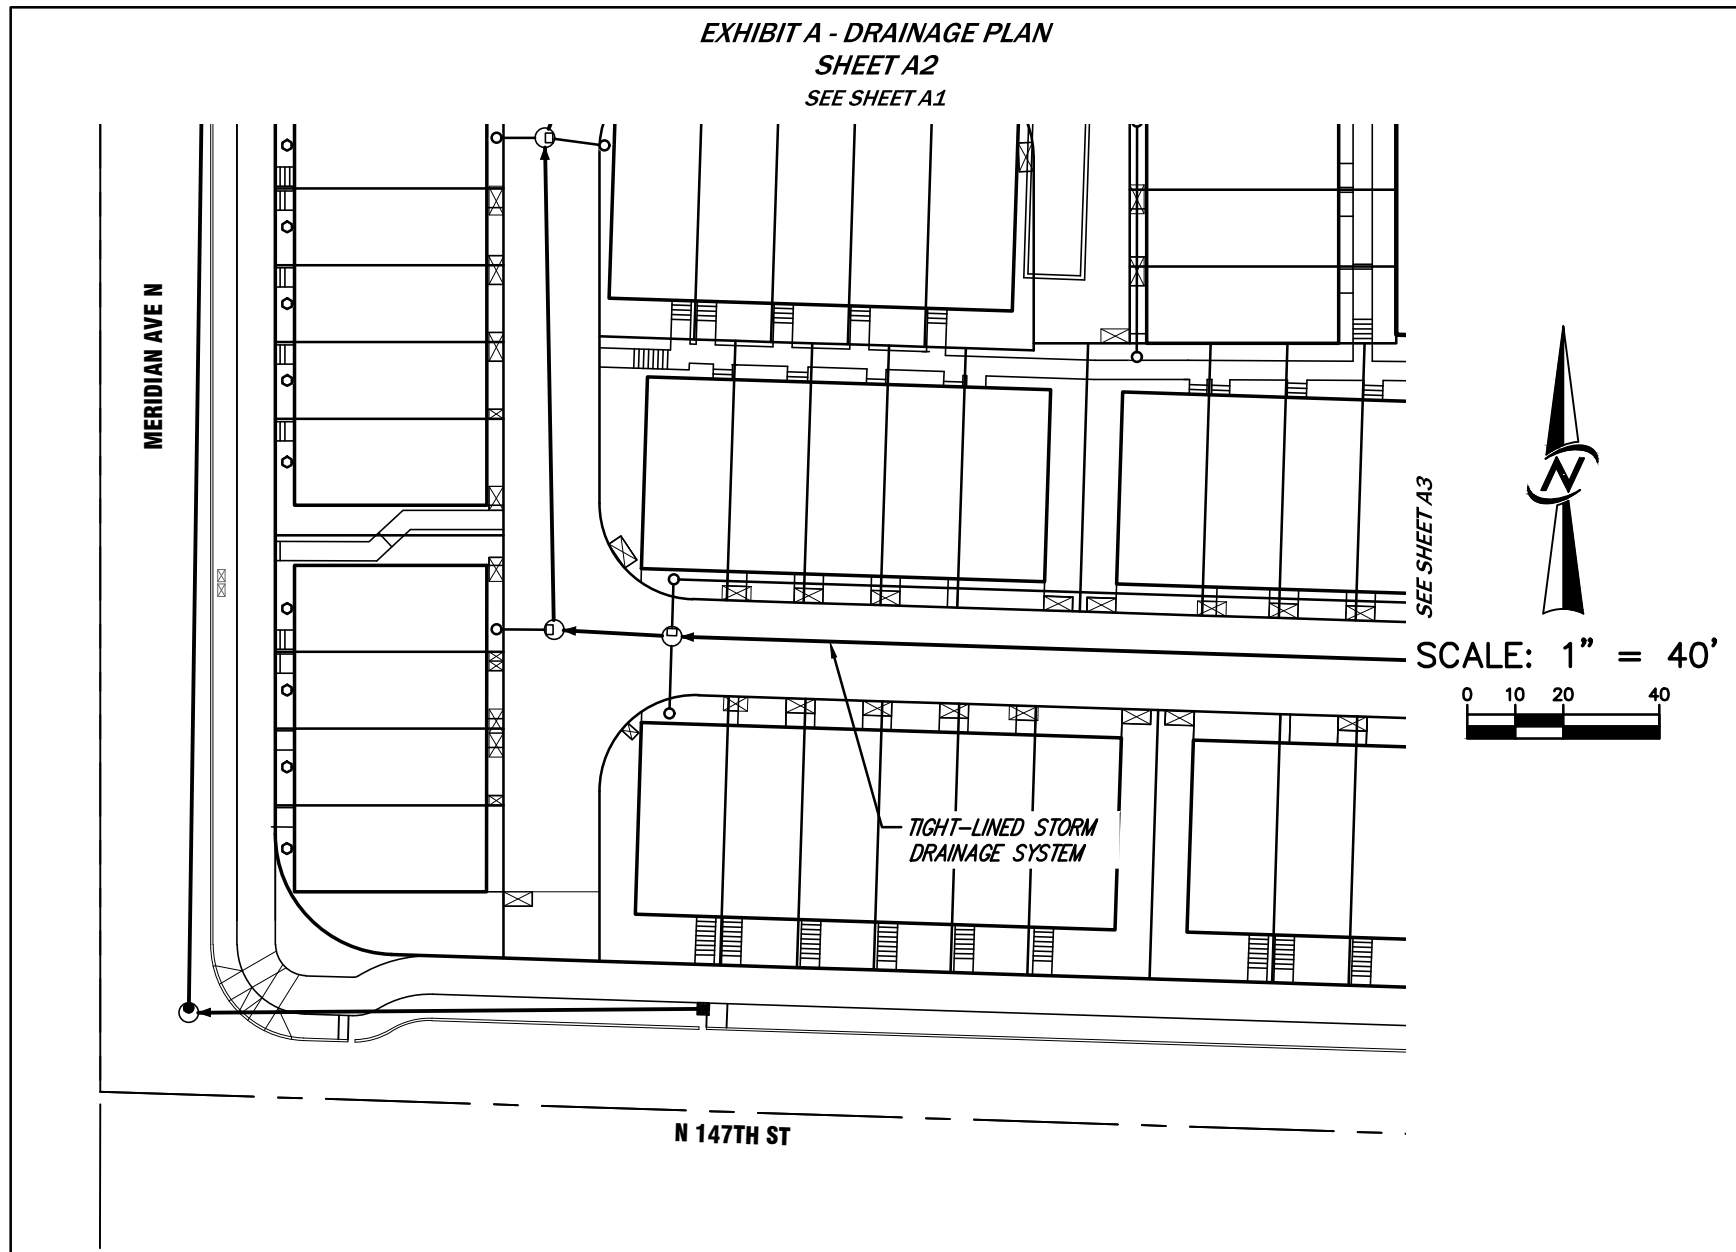 EXHIBIT A - DRAINAGE PLAN
SHEET A2
SEE SHEET A1
MERIDIAN AVE N
SEE SHEET A3
N
SCALE: 1” = 40’
0 10 20 40
TIGHT-LINED STORM
DRAINAGE SYSTEM
N 147TH ST